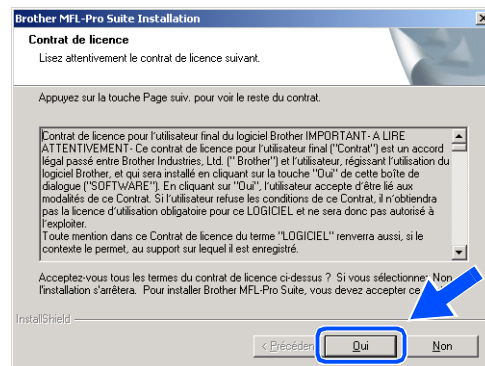 Brother MFL-Pro Suite Installation
Contrat de licence
Lisez attentivement le contrat de licence suivant.
Appuyez sur la touche Page suiv. pour voir le reste du contrat.
Contrat de licence pour l'utilisateur final du logiciel Brother IMPORTANT- A LIRE
ATTENTIVEMENT- Ce contrat de licence pour l'utilisateur final ("Contrat") est un accord
légal passé entre Brother Industries, Ltd. (" Brother") et l'utilisateur, régissant l'utilisation du
logiciel Brother, et qui sera installé en cliquant sur la touche "Oui" de cette boîte de
dialogue ("SOFTWARE"). En cliquant sur "Oui", l'utilisateur accepte d'être lié aux
modalités de ce Contrat. Si l'utilisateur refuse les conditions de ce Contrat, il n'obtiendra
pas la licence d'utilisation obligatoire pour ce LOGICIEL et ne sera donc pas autorisé à
l'exploiter.
Toute mention dans ce Contrat de licence du terme "LOGICIEL" renverra aussi, si le
contexte le permet, au support sur lequel il est enregistré.
Acceptez-vous tous les termes du contrat de licence ci-dessus ? Si vous sélectionnez Non
l'installation s'arrêtera. Pour installer Brother MFL-Pro Suite, vous devez accepter ce
InstallShield
< Précéden
Oui
Non